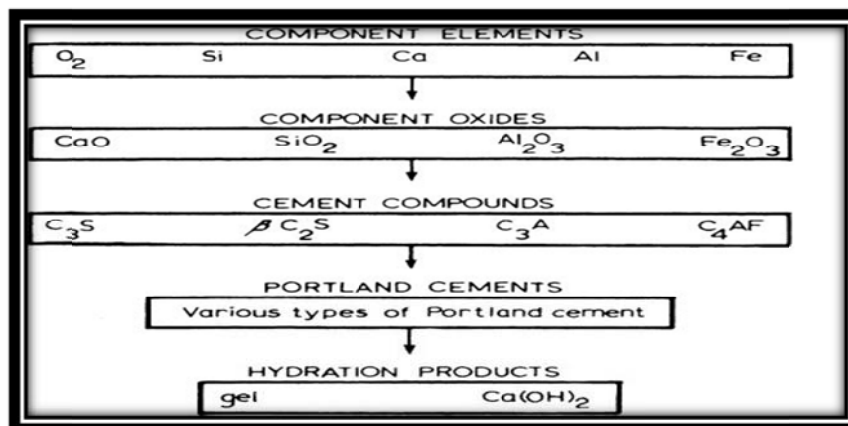 COMPONENT ELEMENTS
O₂ Si Ca Al Fe
COMPONENT OXIDES
CaO SiO₂ Al₂O₃ Fe₂O₃
CEMENT COMPOUNDS
C₃S β C₂S C₃A C₄AF
PORTLAND CEMENTS
Various types of Portland cement
HYDRATION PRODUCTS
gel Ca(OH)₂